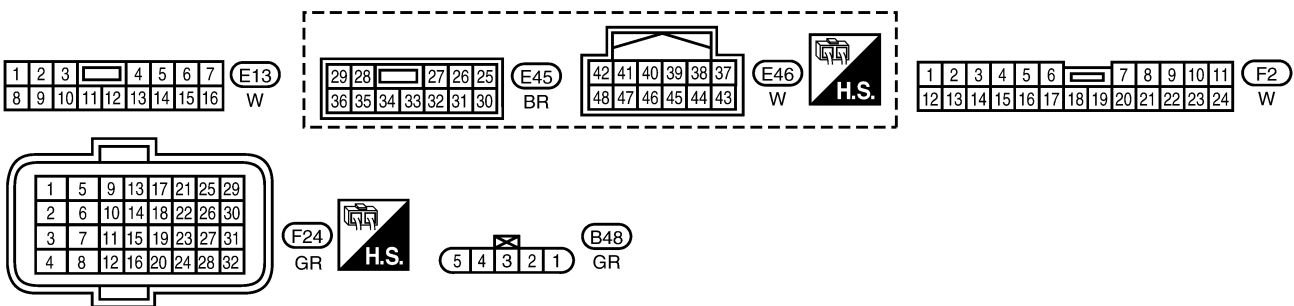 1 2 3 4 5 6 7
8 9 10 11 12 13 14 15 16
E13
W
29 28 27 26 25
36 35 34 33 32 31 30
E45
BR
42 41 40 39 38 37
48 47 46 45 44 43
E46
W
H.S.
1 2 3 4 5 6 7 8 9 10 11
12 13 14 15 16 17 18 19 20 21 22 23 24
F2
W
1 5 9 13 17 21 25 29
2 6 10 14 18 22 26 30
3 7 11 15 19 23 27 31
4 8 12 16 20 24 28 32
F24
GR
H.S.
5 4 3 2 1
B48
GR